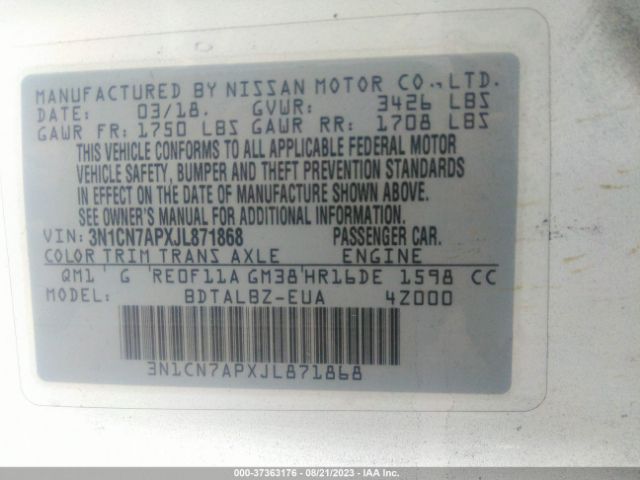 MANUFACTURED BY NISSAN MOTOR CO., LTD.
DATE: 03/18. GVWR: 3426 LBS
GAWR FR: 1750 LBS GAWR RR: 1708 LBS
THIS VEHICLE CONFORMS TO ALL APPLICABLE FEDERAL MOTOR
VEHICLE SAFETY, BUMPER AND THEFT PREVENTION STANDARDS
IN EFFECT ON THE DATE OF MANUFACTURE SHOWN ABOVE.
SEE OWNER'S MANUAL FOR ADDITIONAL INFORMATION.
VIN: 3N1CN7APXJL871868 PASSENGER CAR.
COLOR TRIM TRANS AXLE ENGINE
QM1 G RE0F11A GM38 HR16DE 1598 CC
MODEL: BDTALBZ-EUA 4Z000
3N1CN7APXJL871868
000-37363176 - 08/21/2023 - IAA Inc.